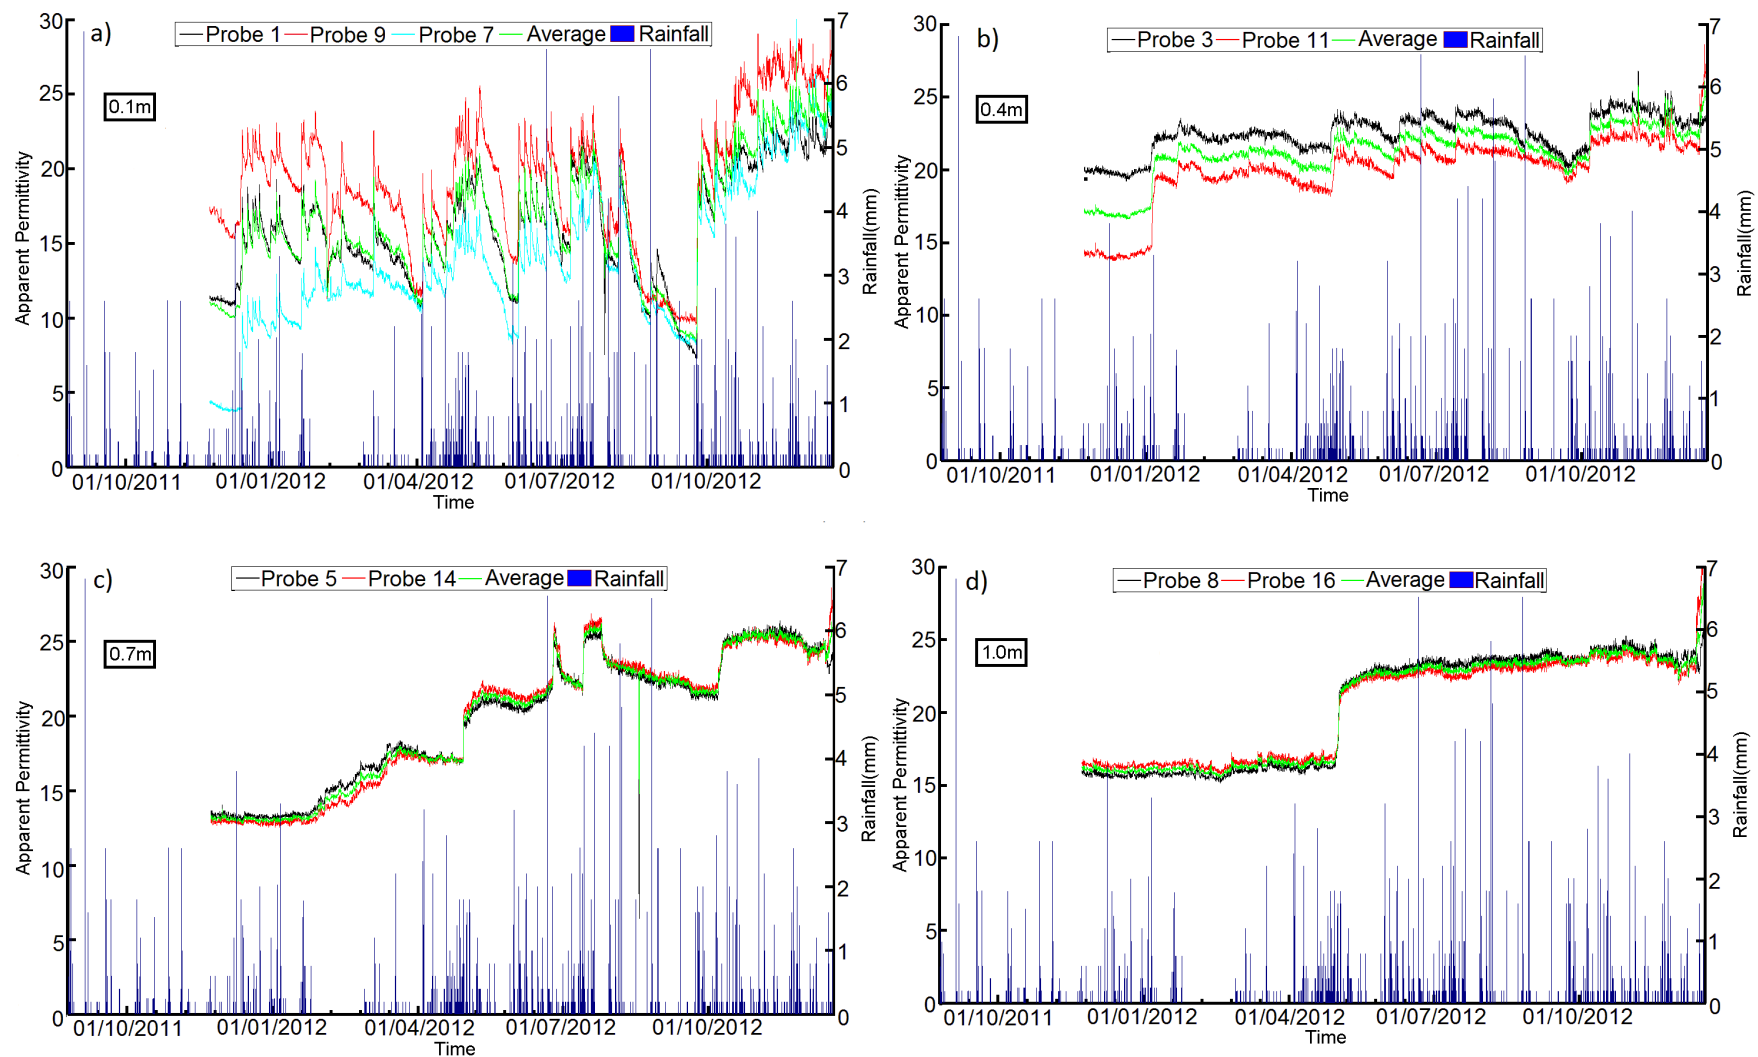 a)
Probe 1 Probe 9 Probe 7 Average Rainfall
0.1m
30
25
20
15
10
5
0
Apparent Permittivity
7
6
5
4
3
2
1
0
Rainfall(mm)
01/10/2011 01/01/2012 01/04/2012 01/07/2012 01/10/2012
Time
b)
Probe 3 Probe 11 Average Rainfall
0.4m
30
25
20
15
10
5
0
Apparent Permittivity
7
6
5
4
3
2
1
0
Rainfall(mm)
01/10/2011 01/01/2012 01/04/2012 01/07/2012 01/10/2012
Time
c)
Probe 5 Probe 14 Average Rainfall
0.7m
30
25
20
15
10
5
0
Apparent Permittivity
7
6
5
4
3
2
1
0
Rainfall(mm)
01/10/2011 01/01/2012 01/04/2012 01/07/2012 01/10/2012
Time
d)
Probe 8 Probe 16 Average Rainfall
1.0m
30
25
20
15
10
5
0
Apparent Permittivity
7
6
5
4
3
2
1
0
Rainfall(mm)
01/10/2011 01/01/2012 01/04/2012 01/07/2012 01/10/2012
Time